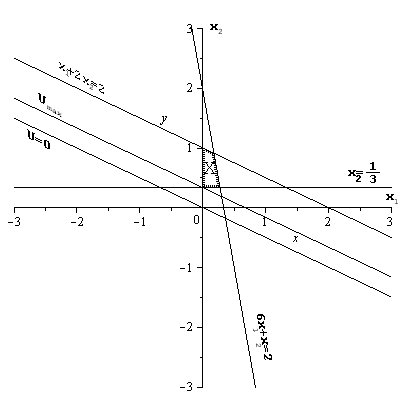 3
x₂
x₁+2x₂=2
2
U max
y
U=0
1
X
x₂=1/3
x₁
-3
-2
-1
0
1
2
3
x
-1
6x₁+x₂=2
-2
-3